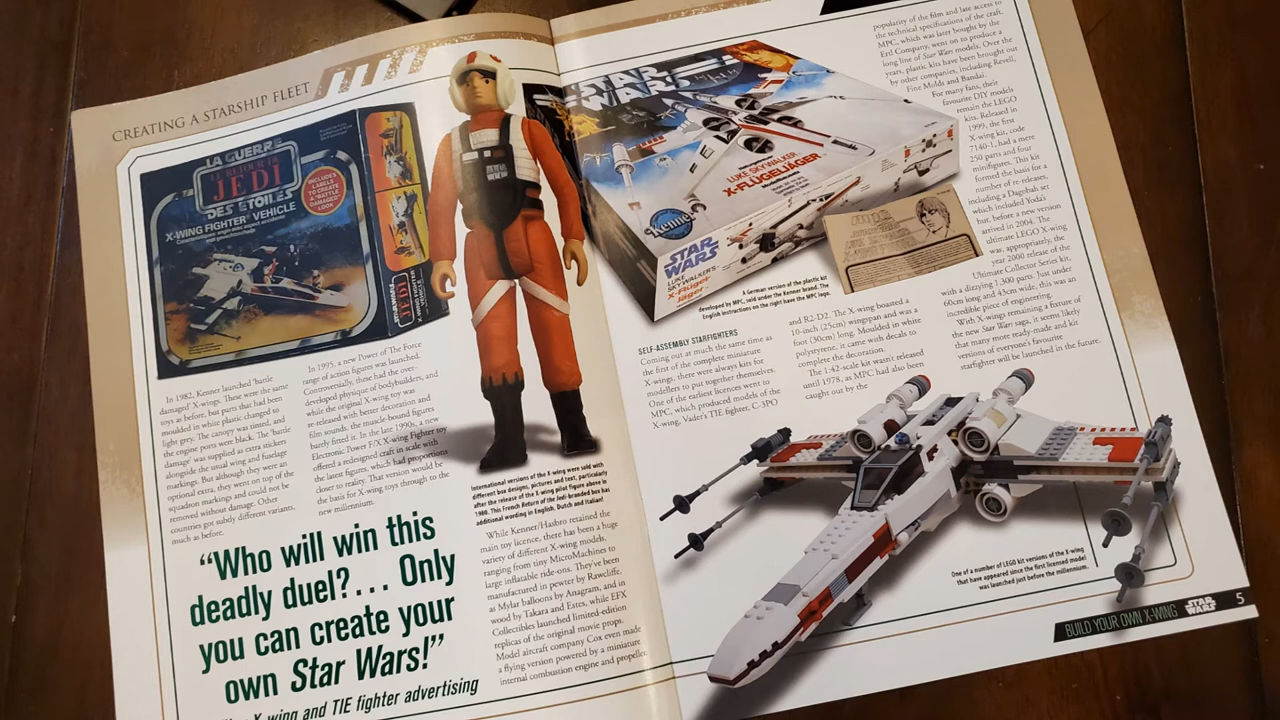 CREATING A STARSHIP FLEET
LA GUERRE
LE RETOUR DU
JEDI
DES ETOILES
INCLUDES
LABELS
TO CREATE
A "BATTLE
DAMAGED"
LOOK
X-WING FIGHTER VEHICLE
JEDI
X-WING FIGHTER
VEHICLE
In 1982, Kenner launched 'battle
damaged' X-wings. These were the same
toys as before, but parts that had been
moulded in white plastic changed to
light grey. The canopy was tinted, and
the engine ports were black. The 'battle
damage' was supplied as extra stickers
alongside the usual wing and fuselage
markings. But although they were an
optional extra, they went on top of the
squadron markings and could not be
removed without damage. Other
countries got subtly different variants,
much as before.
In 1995, a new Power of The Force
range of action figures was launched.
Controversially, these had the over-
developed physique of bodybuilders, and
while the original X-wing toy was
re-released with better decoration and
film sounds, the muscle-bound figures
barely fitted in it. In the late 1990s, a new
Electronic Power F/X X-wing Fighter toy
offered a redesigned craft in scale with
the later figures, which had proportions
closer to reality. That version would be
the basis for X-wing toys through to the
new millennium.
"Who will win this
deadly duel?... Only
you can create your
own Star Wars!"
X-wing and TIE fighter advertising
International versions of the X-wing were sold with
different box designs, pictures and text, particularly
after the release of the X-wing pilot figure above in
1980. This French Return of the Jedi-branded box has
additional wording in English, Dutch and Italian!
While Kenner/Hasbro retained the
main toy licence, there has been a huge
variety of different X-wing models,
ranging from tiny MicroMachines to
large inflatable ride-ons. They've been
manufactured in pewter by Rawcliffe,
as Mylar balloons by Anagram, and in
wood by Takara and Estes, while EFX
Collectibles launched limited-edition
replicas of the original movie props.
Model aircraft company Cox even made
a flying version powered by a miniature
internal combustion engine and propeller.
STAR
WARS
LUKE SKYWALKER
X-FLÜGELJÄGER
Kenner
STAR
WARS
LUKE
SKYWALKER'S
X-Flügel-
Jäger
A German version of the plastic kit
developed by MPC, sold under the Kenner brand. The
English instructions on the right have the MPC logo.
SELF-ASSEMBLY STARFIGHTERS
Coming out at much the same time as
the first of the complete miniature
X-wings, there were always kits for
modellers to put together themselves.
One of the earliest licences went to
MPC, which produced models of the
X-wing, Vader's TIE fighter, C-3PO
and R2-D2. The X-wing boasted a
10-inch (25cm) wingspan and was a
foot (30cm) long. Moulded in white
polystyrene, it came with decals to
complete the decoration.
The 1:42-scale kit wasn't released
until 1978, as MPC had also been
caught out by the
popularity of the film and late access to
the technical specifications of the craft.
MPC, which was later bought by the
Ertl Company, went on to produce a
long line of Star Wars models. Over the
years, plastic kits have been brought out
by other companies, including Revell,
Fine Molds and Bandai.
For many fans, their
favourite DIY models
remain the LEGO
kits. Released in
1999, the first
X-wing kit, code
7140-1, had a mere
250 parts and four
minifigures. This kit
formed the basis for a
number of re-releases,
including a Dagobah set
which included Yoda's
hut, before a new version
arrived in 2004. The
ultimate LEGO X-wing
was, appropriately, the
year 2000 release of the
Ultimate Collector Series kit,
with a dizzying 1,300 parts. Just under
60cm long and 43cm wide, this was an
incredible piece of engineering.
With X-wings remaining a fixture of
the new Star Wars saga, it seems likely
that many more ready-made and kit
versions of everyone's favourite
starfighter will be launched in the future.
One of a number of LEGO kit versions of the X-wing
that have appeared since the first licensed model
was launched just before the millennium.
BUILD YOUR OWN X-WING
STAR
WARS
5